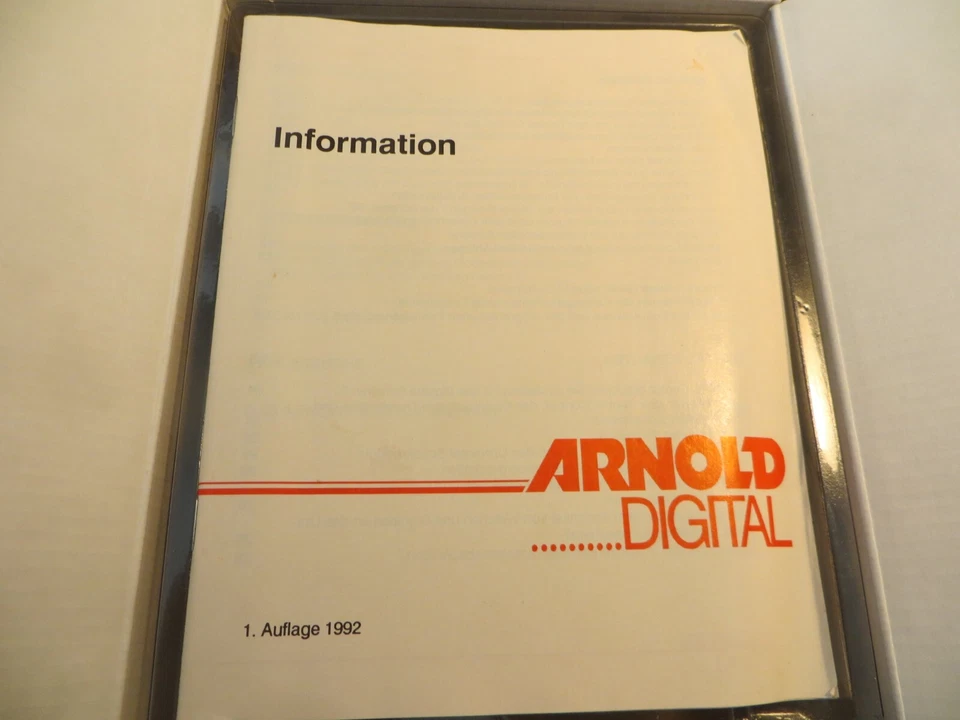 Information
ARNOLD
..........DIGITAL
1. Auflage 1992